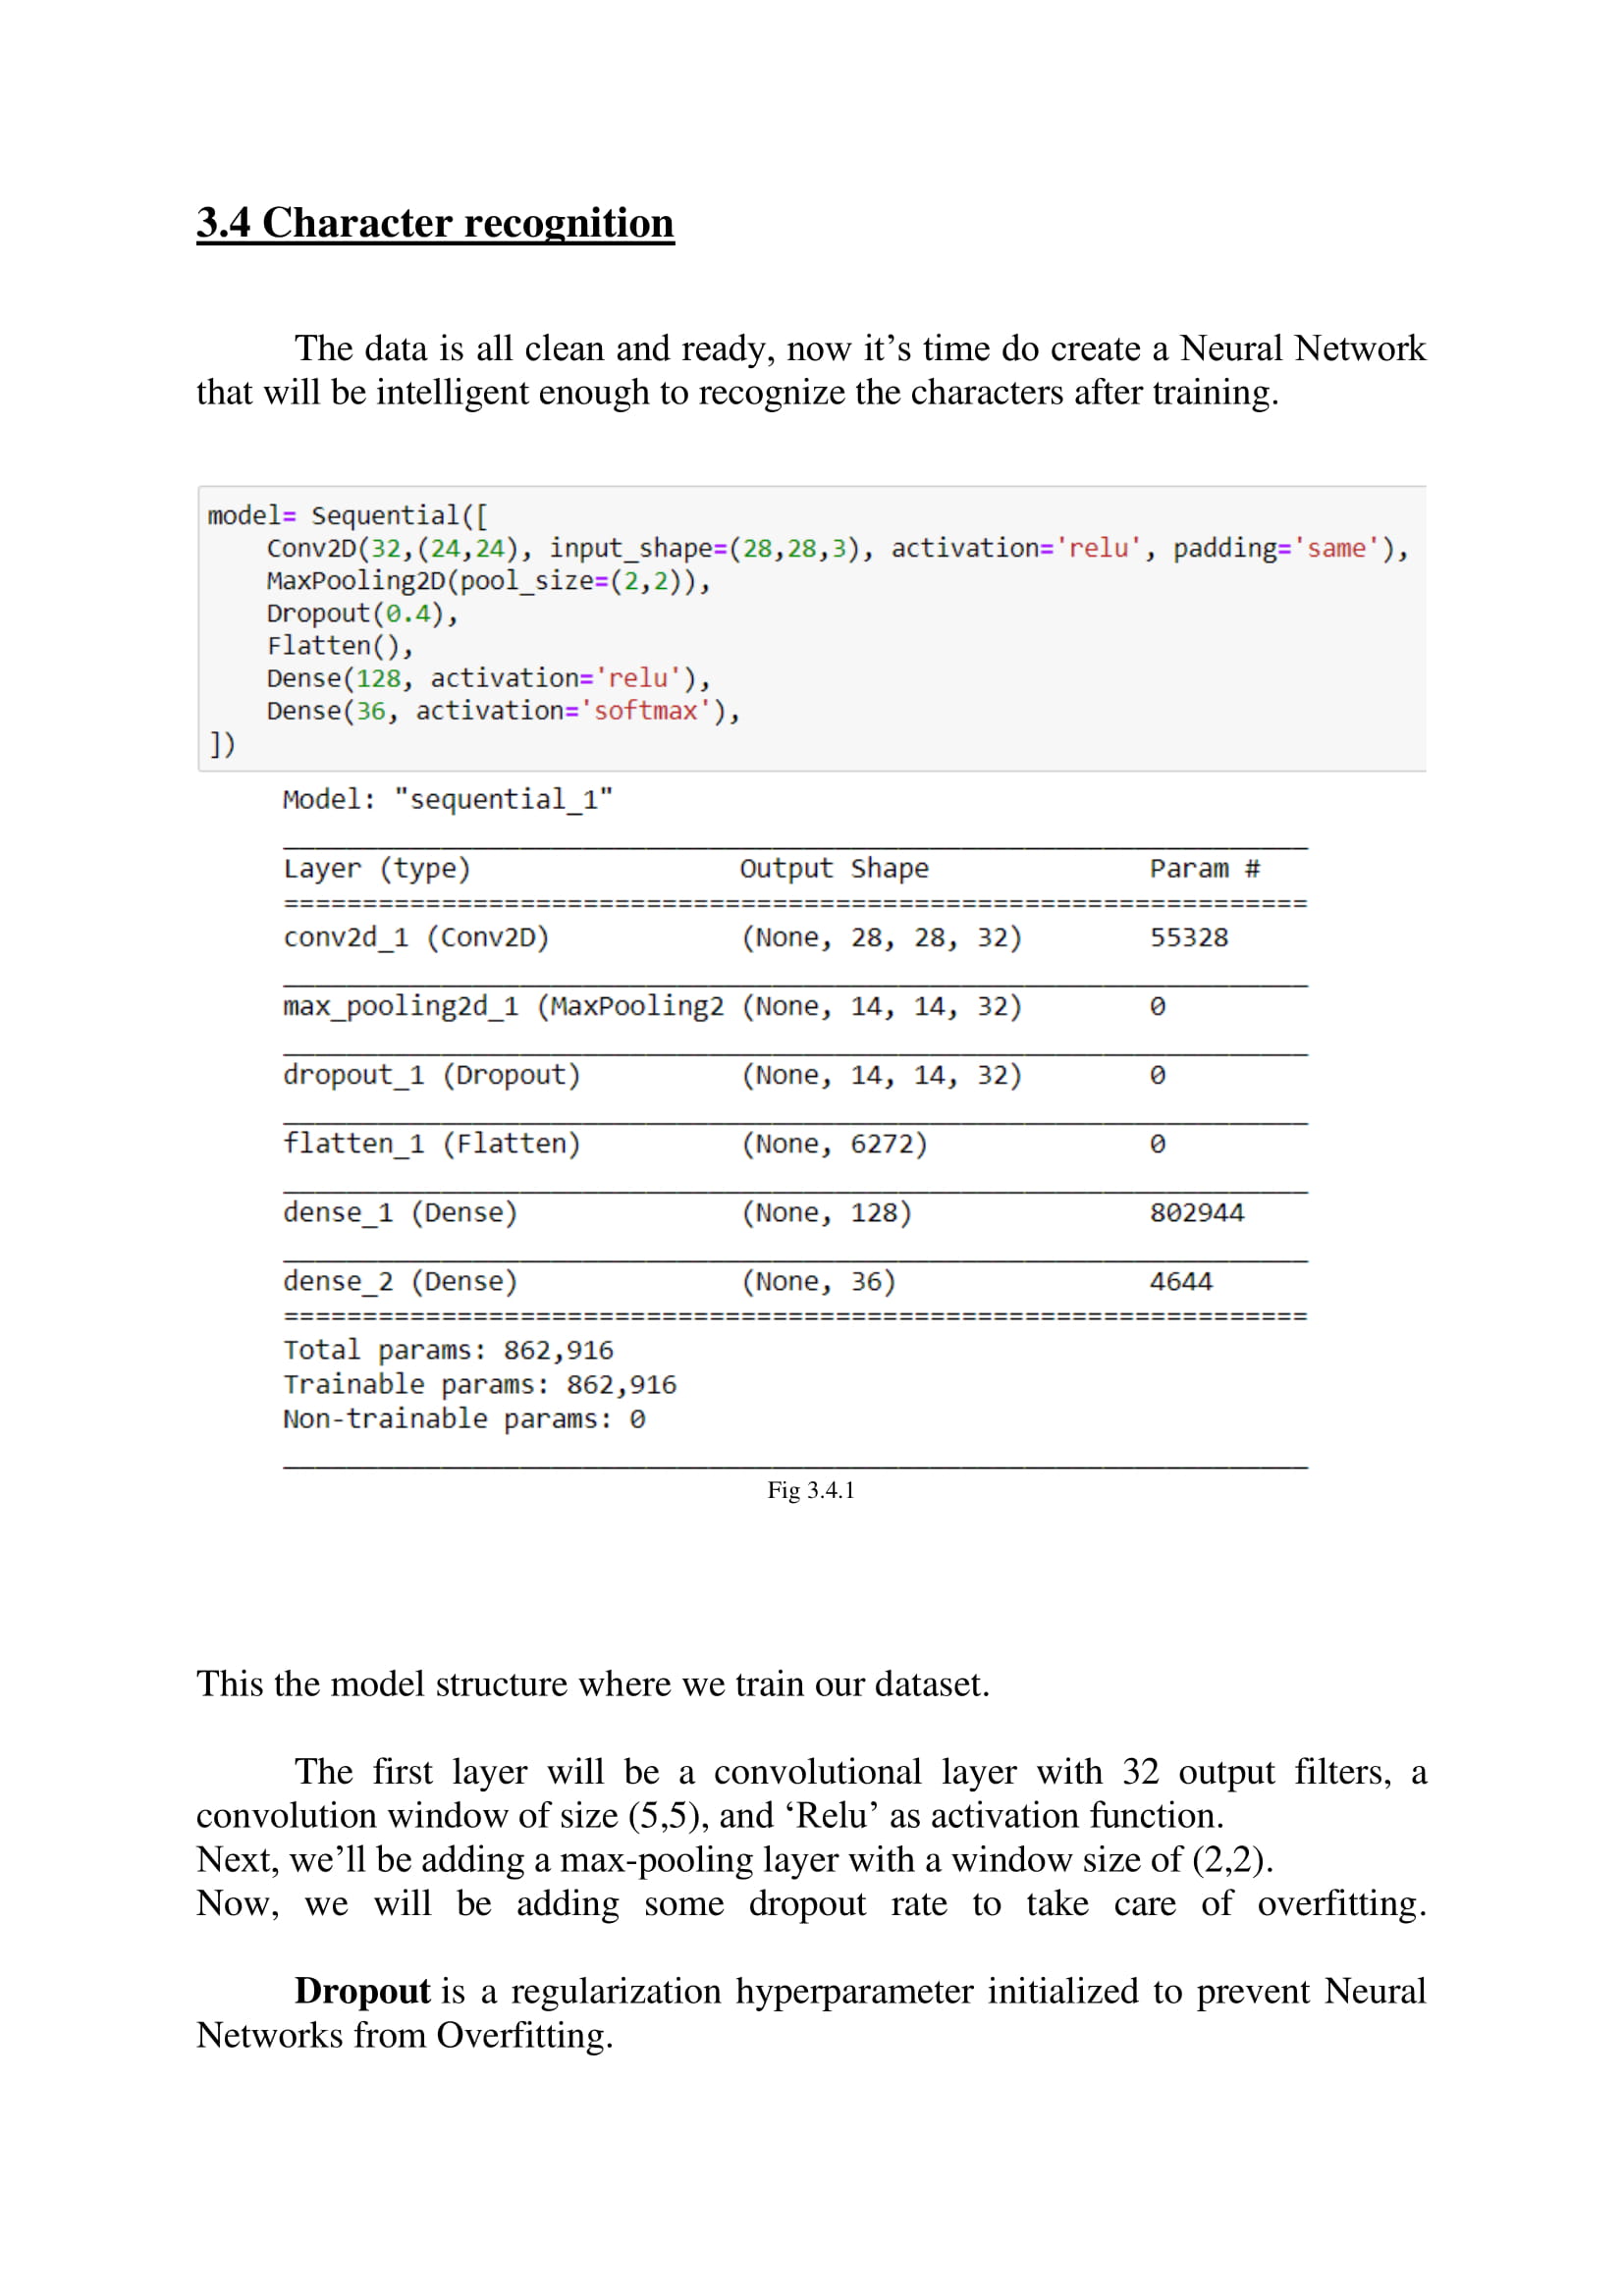 3.4 Character recognition
The data is all clean and ready, now it’s time do create a Neural Network
that will be intelligent enough to recognize the characters after training.
model= Sequential([
    Conv2D(32,(24,24), input_shape=(28,28,3), activation='relu', padding='same'),
    MaxPooling2D(pool_size=(2,2)),
    Dropout(0.4),
    Flatten(),
    Dense(128, activation='relu'),
    Dense(36, activation='softmax'),
])
Model: "sequential_1"
Layer (type) Output Shape Param #
=================================================================
conv2d_1 (Conv2D) (None, 28, 28, 32) 55328
max_pooling2d_1 (MaxPooling2 (None, 14, 14, 32) 0
dropout_1 (Dropout) (None, 14, 14, 32) 0
flatten_1 (Flatten) (None, 6272) 0
dense_1 (Dense) (None, 128) 802944
dense_2 (Dense) (None, 36) 4644
=================================================================
Total params: 862,916
Trainable params: 862,916
Non-trainable params: 0
Fig 3.4.1
This the model structure where we train our dataset.
The first layer will be a convolutional layer with 32 output filters, a
convolution window of size (5,5), and ‘Relu’ as activation function.
Next, we’ll be adding a max-pooling layer with a window size of (2,2).
Now, we will be adding some dropout rate to take care of overfitting.
Dropout is a regularization hyperparameter initialized to prevent Neural
Networks from Overfitting.